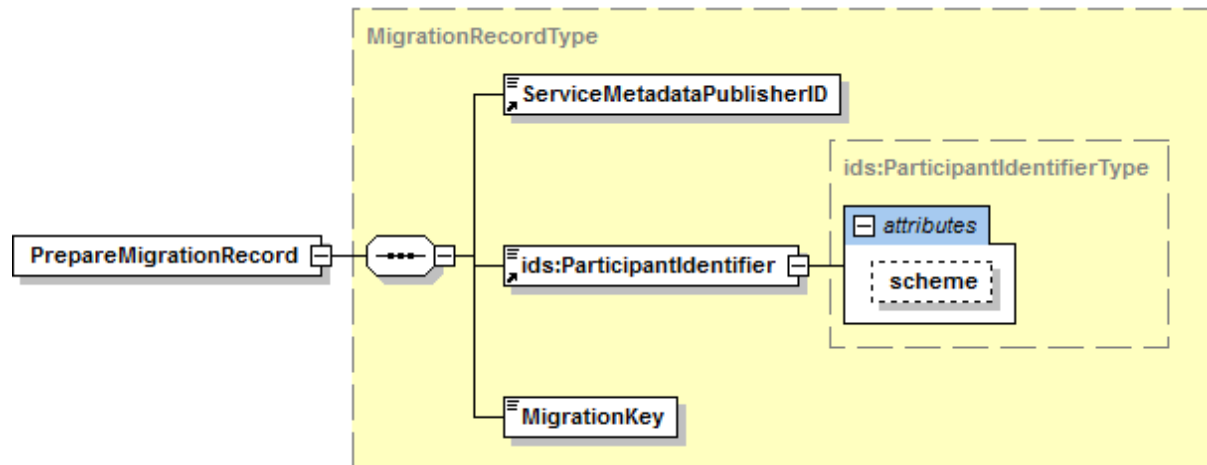 MigrationRecordType
ServiceMetadataPublisherID
ids:ParticipantIdentifierType
attributes
PrepareMigrationRecord
ids:ParticipantIdentifier
scheme
MigrationKey